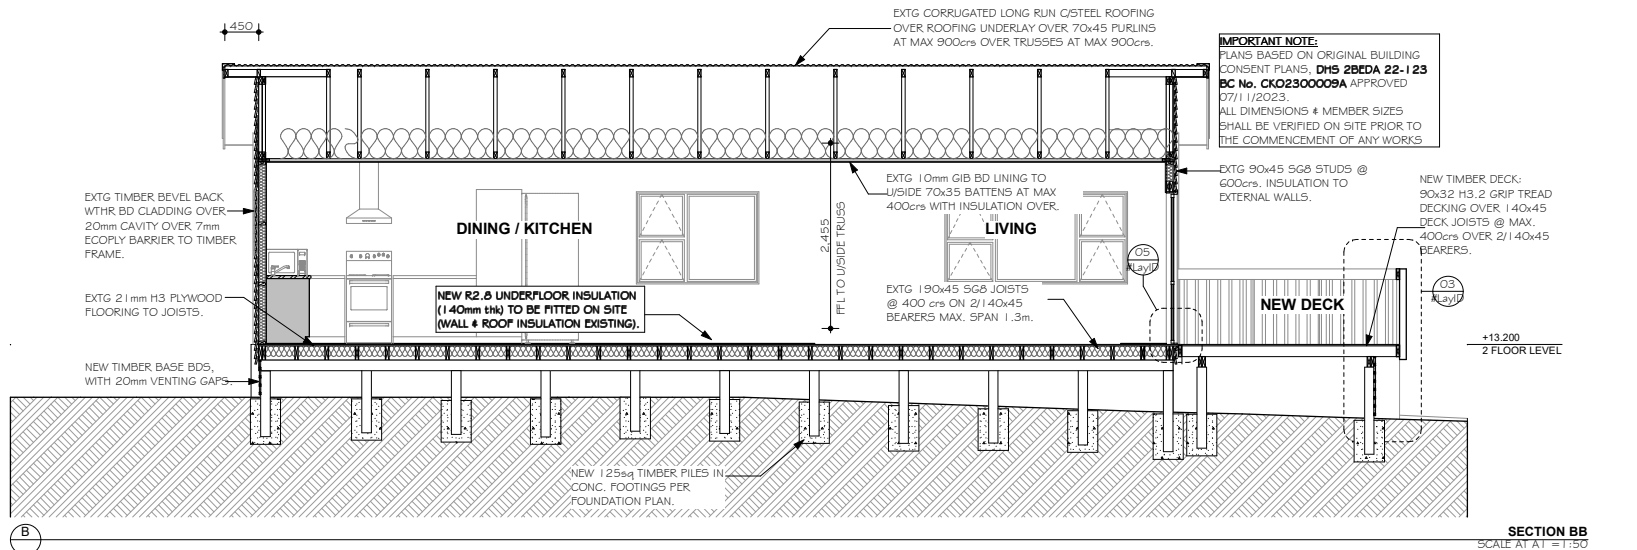 450
EXTG CORRUGATED LONG RUN C/STEEL ROOFING
OVER ROOFING UNDERLAY OVER 70x45 PURLINS
AT MAX 900crs OVER TRUSSES AT MAX 900crs.
IMPORTANT NOTE:
PLANS BASED ON ORIGINAL BUILDING
CONSENT PLANS, DHS 2BEDA 22-123
BC No. CKO2300009A APPROVED
07/11/2023.
ALL DIMENSIONS & MEMBER SIZES
SHALL BE VERIFIED ON SITE PRIOR TO
THE COMMENCEMENT OF ANY WORKS
EXTG TIMBER BEVEL BACK
WTHR BD CLADDING OVER
20mm CAVITY OVER 7mm
ECOPLY BARRIER TO TIMBER
FRAME.
EXTG 21mm H3 PLYWOOD
FLOORING TO JOISTS.
NEW TIMBER BASE BDS,
WITH 20mm VENTING GAPS.
DINING / KITCHEN
NEW R2.8 UNDERFLOOR INSULATION
(140mm thk) TO BE FITTED ON SITE
(WALL & ROOF INSULATION EXISTING).
2,455
FFL TO U/SIDE TRUSS
EXTG 10mm GIB BD LINING TO
U/SIDE 70x35 BATTENS AT MAX
400crs WITH INSULATION OVER.
LIVING
EXTG 190x45 SG8 JOISTS
@ 400 crs ON 2/140x45
BEARERS MAX. SPAN 1.3m.
EXTG 90x45 SG8 STUDS @
600crs. INSULATION TO
EXTERNAL WALLS.
NEW TIMBER DECK:
90x32 H3.2 GRIP TREAD
DECKING OVER 140x45
DECK JOISTS @ MAX.
400crs OVER 2/140x45
BEARERS.
05
#LayID
03
#LayID
NEW DECK
+13.200
2 FLOOR LEVEL
NEW 125sq TIMBER PILES IN
CONC. FOOTINGS PER
FOUNDATION PLAN.
B
SECTION BB
SCALE AT A1 =1:50